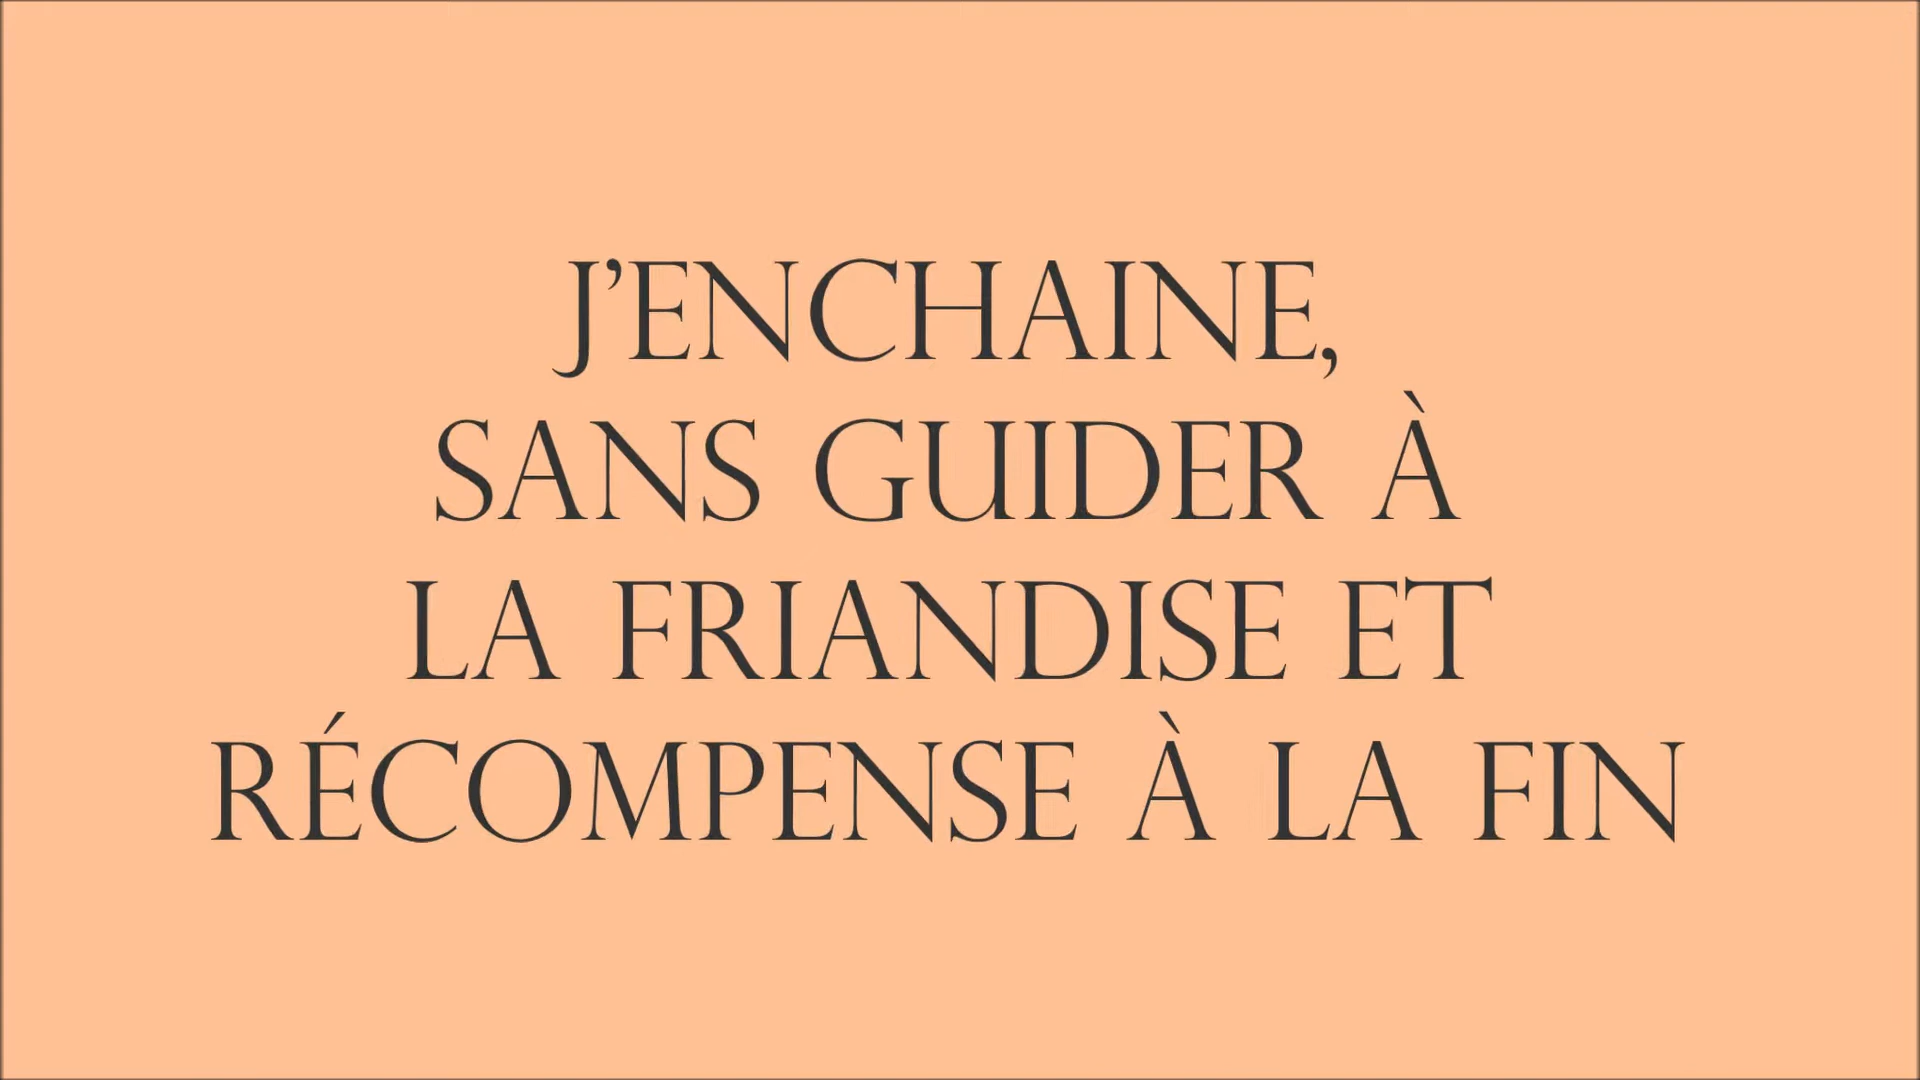 J’ENCHAINE,
SANS GUIDER À
LA FRIANDISE ET
RÉCOMPENSE À LA FIN